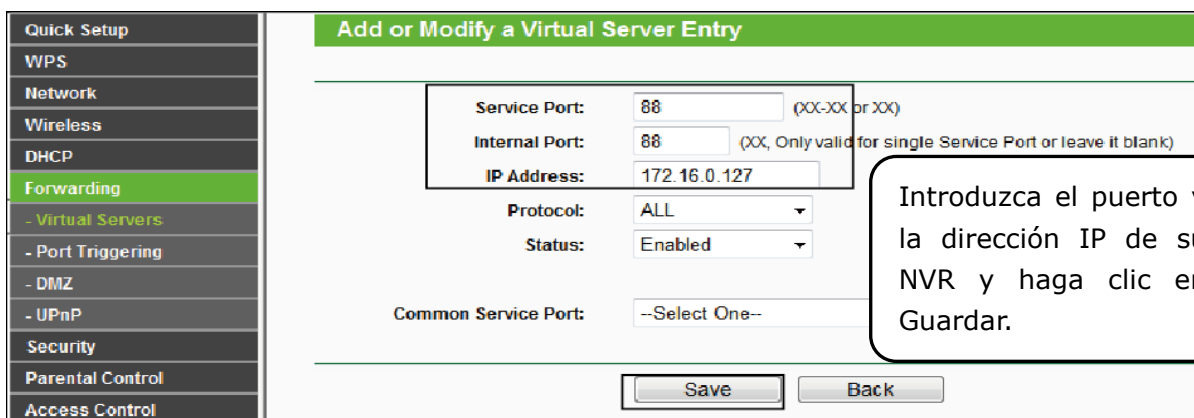 Quick Setup
WPS
Network
Wireless
DHCP
Forwarding
- Virtual Servers
- Port Triggering
- DMZ
- UPnP
Security
Parental Control
Access Control
Add or Modify a Virtual Server Entry
Service Port: 88 (XX-XX or XX)
Internal Port: 88 (XX, Only valid for single Service Port or leave it blank)
IP Address: 172.16.0.127
Protocol: ALL
Status: Enabled
Common Service Port: --Select One--
Save Back
Introduzca el puerto
la dirección IP de
NVR y haga clic
Guardar.